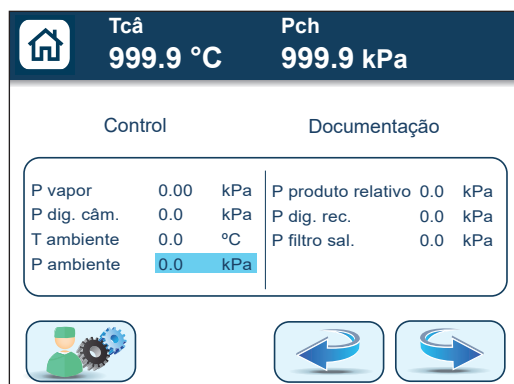 Tcâ Pch
999.9 °C 999.9 kPa
Control Documentação
P vapor 0.00 kPa P produto relativo 0.0 kPa
P dig. câm. 0.0 kPa P dig. rec. 0.0 kPa
T ambiente 0.0 ºC P filtro sal. 0.0 kPa
P ambiente 0.0 kPa